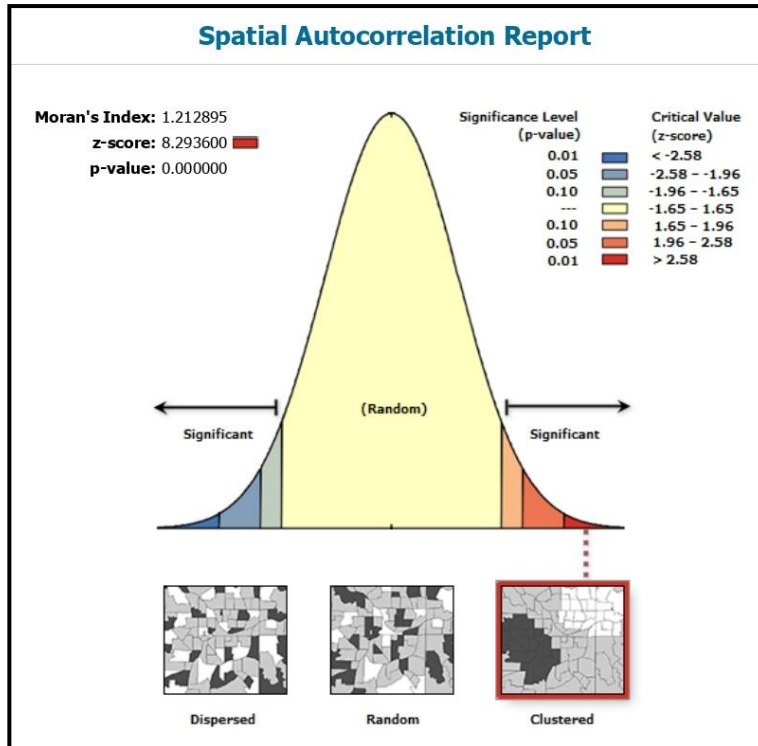 Spatial Autocorrelation Report
Moran's Index: 1.212895
z-score: 8.293600
p-value: 0.000000
Significance Level
(p-value)
Critical Value
(z-score)
0.01 < -2.58
0.05 -2.58 – -1.96
0.10 -1.96 – -1.65
--- -1.65 – 1.65
0.10 1.65 – 1.96
0.05 1.96 – 2.58
0.01 > 2.58
(Random)
Significant
Significant
Dispersed
Random
Clustered